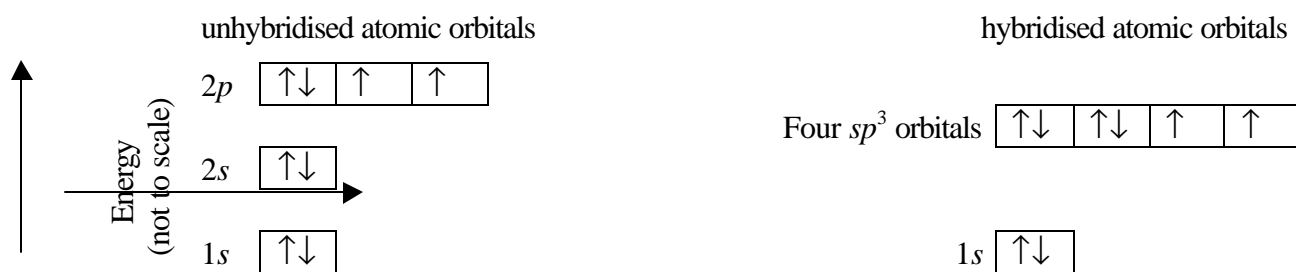 unhybridised atomic orbitals
hybridised atomic orbitals
2p ↑↓ ↑ ↑
Four sp³ orbitals ↑↓ ↑↓ ↑ ↑
2s ↑↓
Energy
(not to scale)
1s ↑↓
1s ↑↓